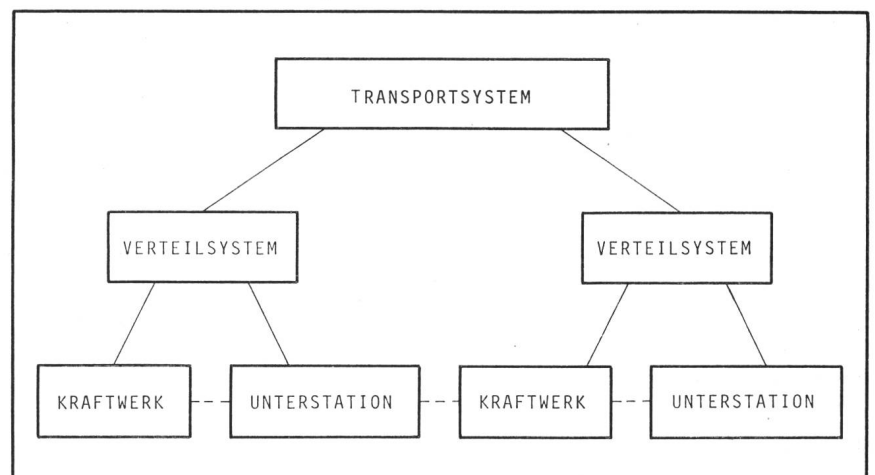 TRANSPORTSYSTEM
VERTEILSYSTEM VERTEILSYSTEM
KRAFTWERK UNTERSTATION KRAFTWERK UNTERSTATION